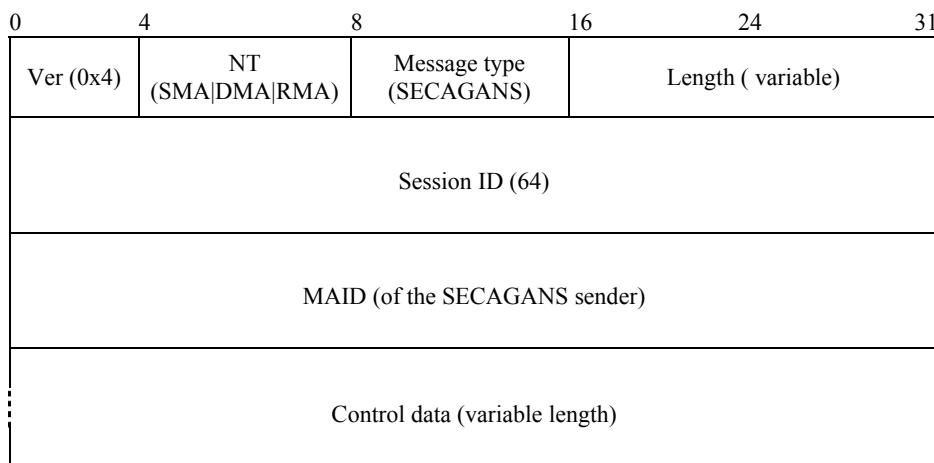 0 4 8 16 24 31
Ver (0x4) NT (SMA|DMA|RMA) Message type (SECAGANS) Length ( variable)
Session ID (64)
MAID (of the SECAGANS sender)
Control data (variable length)